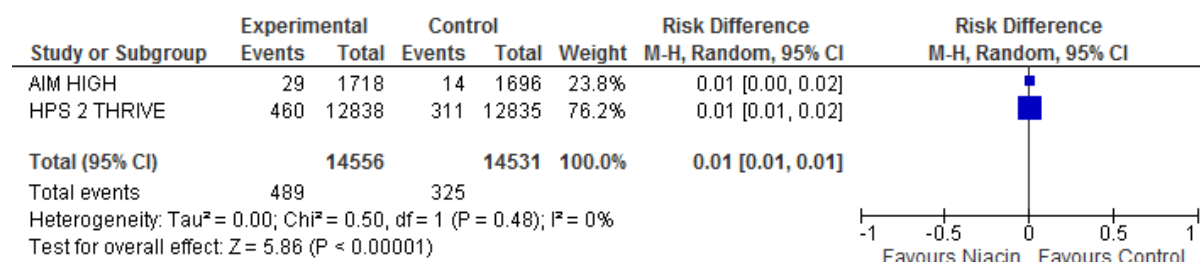 Experimental Control Risk Difference Risk Difference
Study or Subgroup Events Total Events Total Weight M-H, Random, 95% CI M-H, Random, 95% CI
AIM HIGH 29 1718 14 1696 23.8% 0.01 [0.00, 0.02]
HPS 2 THRIVE 460 12838 311 12835 76.2% 0.01 [0.01, 0.02]
Total (95% CI) 14556 14531 100.0% 0.01 [0.01, 0.01]
Total events 489 325
Heterogeneity: Tau² = 0.00; Chi² = 0.50, df = 1 (P = 0.48); I² = 0%
Test for overall effect: Z = 5.86 (P < 0.00001)
-1 -0.5 0 0.5 1
Favours Niacin Favours Control